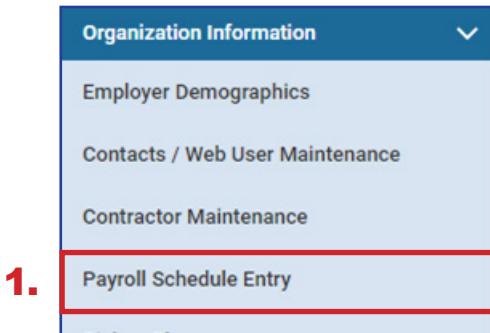 Organization Information
Employer Demographics
Contacts / Web User Maintenance
Contractor Maintenance
1.
Payroll Schedule Entry